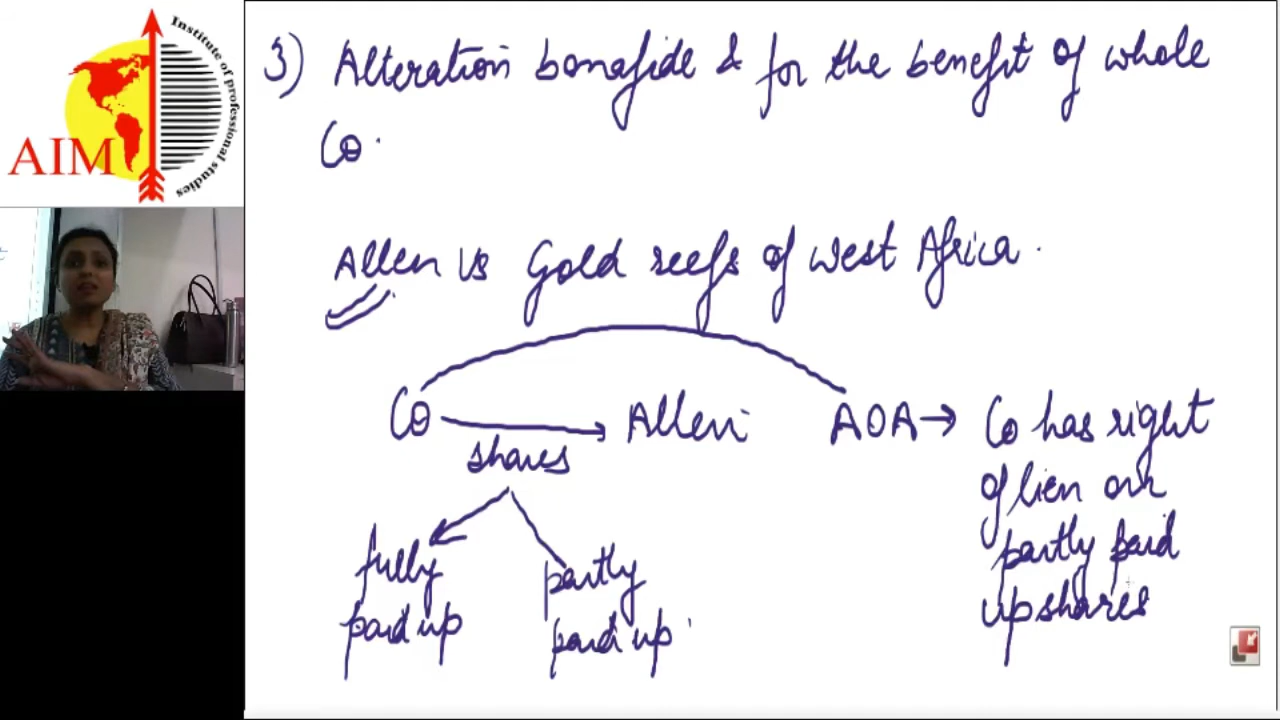 AIM
Institute of professional studies
3) Alteration bonafide & for the benefit of whole
Co.
Allen Vs Gold reefs of West Africa.
Co
shares
Allen
AOA → Co has right
of lien on
partly paid
up shares
fully
paid up
partly
paid up